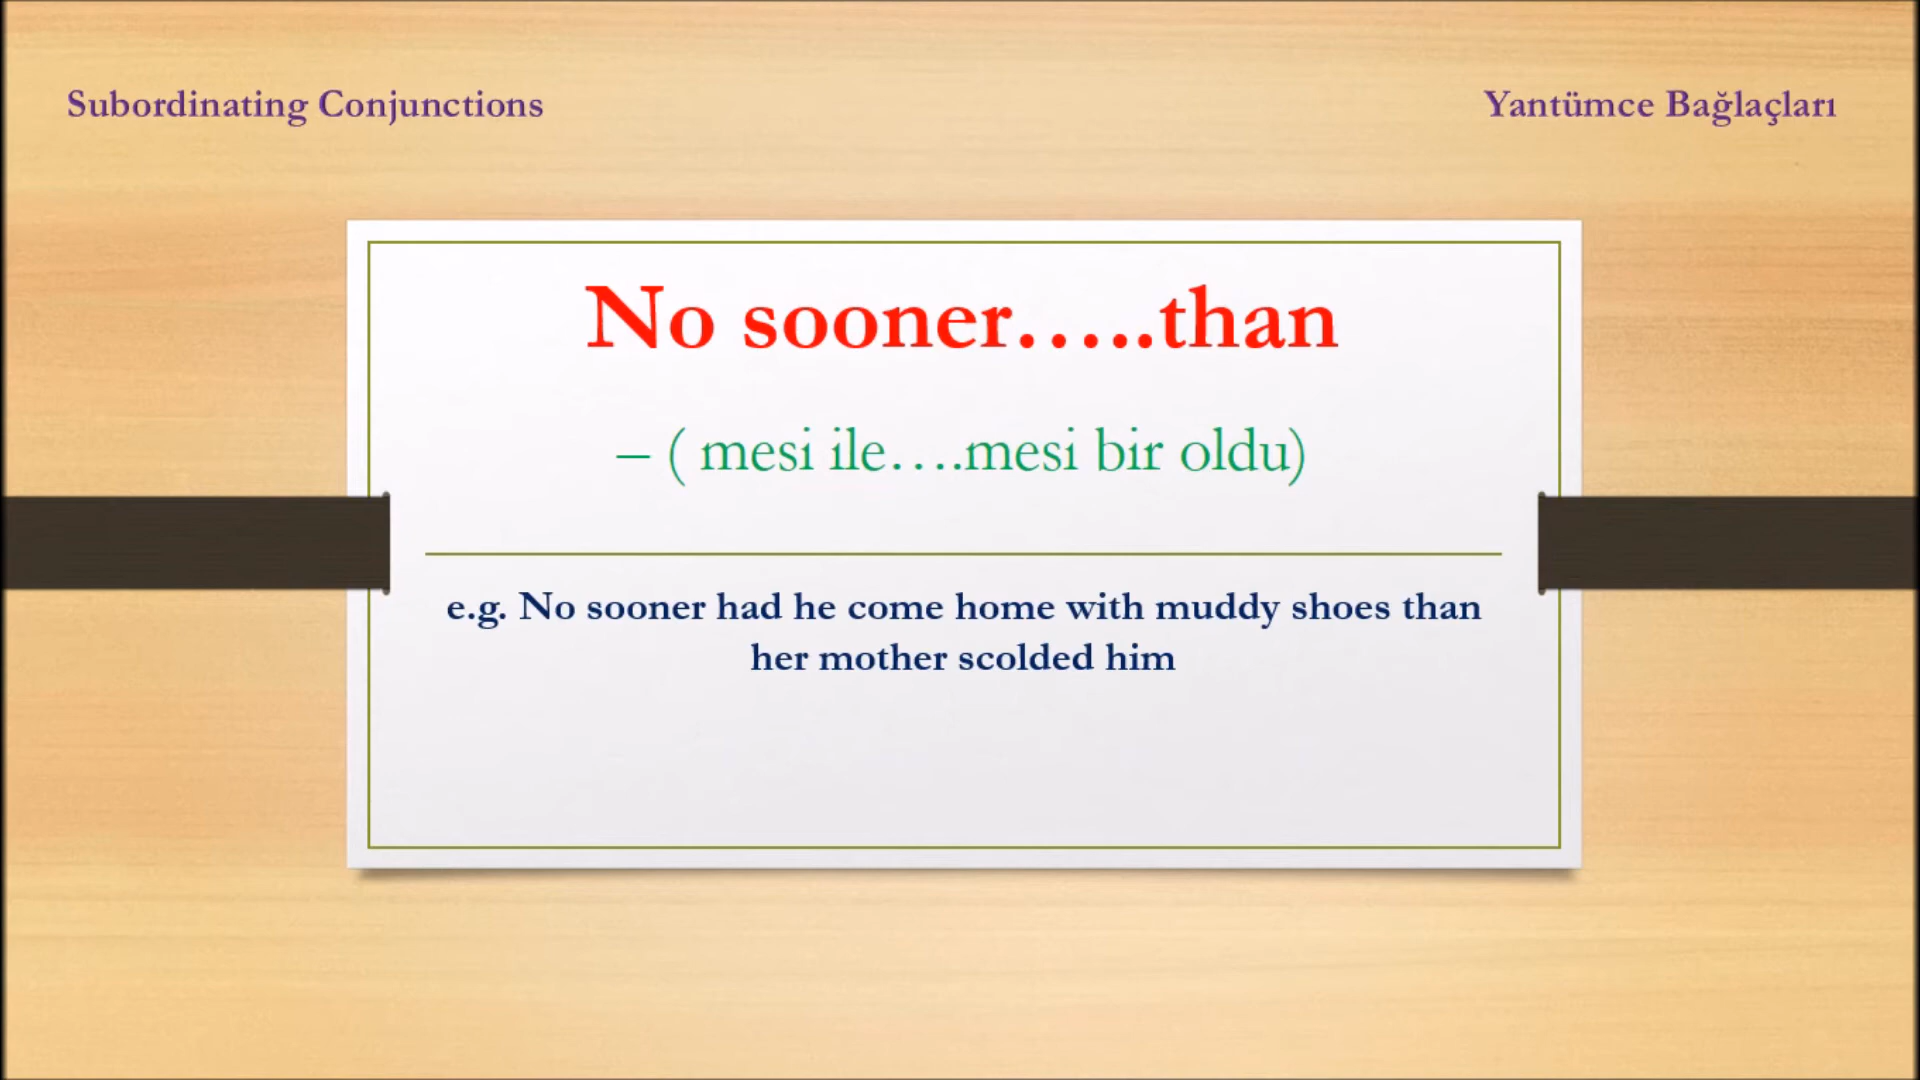 Subordinating Conjunctions
Yantümce Bağlaçları
No sooner.....than
– ( mesi ile....mesi bir oldu)
e.g. No sooner had he come home with muddy shoes than
her mother scolded him